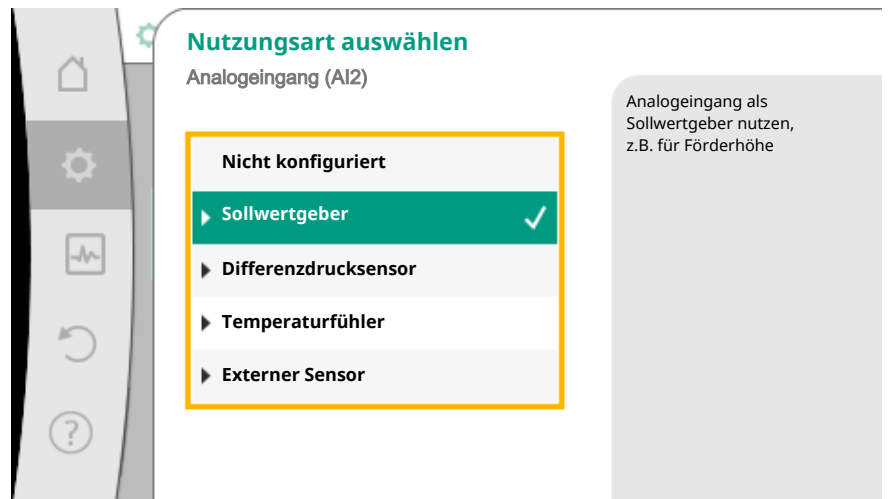 Nutzungsart auswählen
Analogeingang (AI2)
Nicht konfiguriert
Sollwertgeber
Differenzdrucksensor
Temperaturfühler
Externer Sensor
Analogeingang als
Sollwertgeber nutzen,
z.B. für Förderhöhe
?